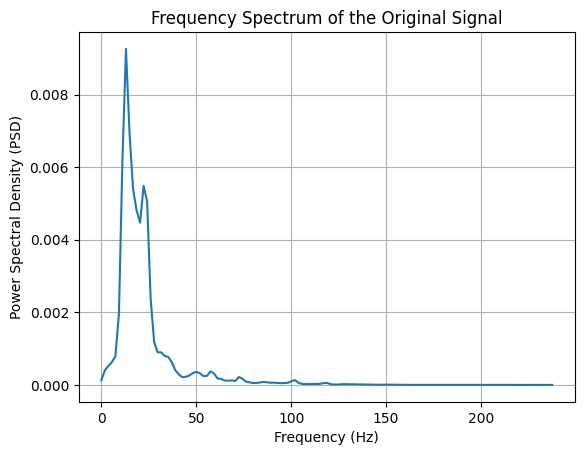 Frequency Spectrum of the Original Signal
Power Spectral Density (PSD)
0.008
0.006
0.004
0.002
0.000
0 50 100 150 200
Frequency (Hz)